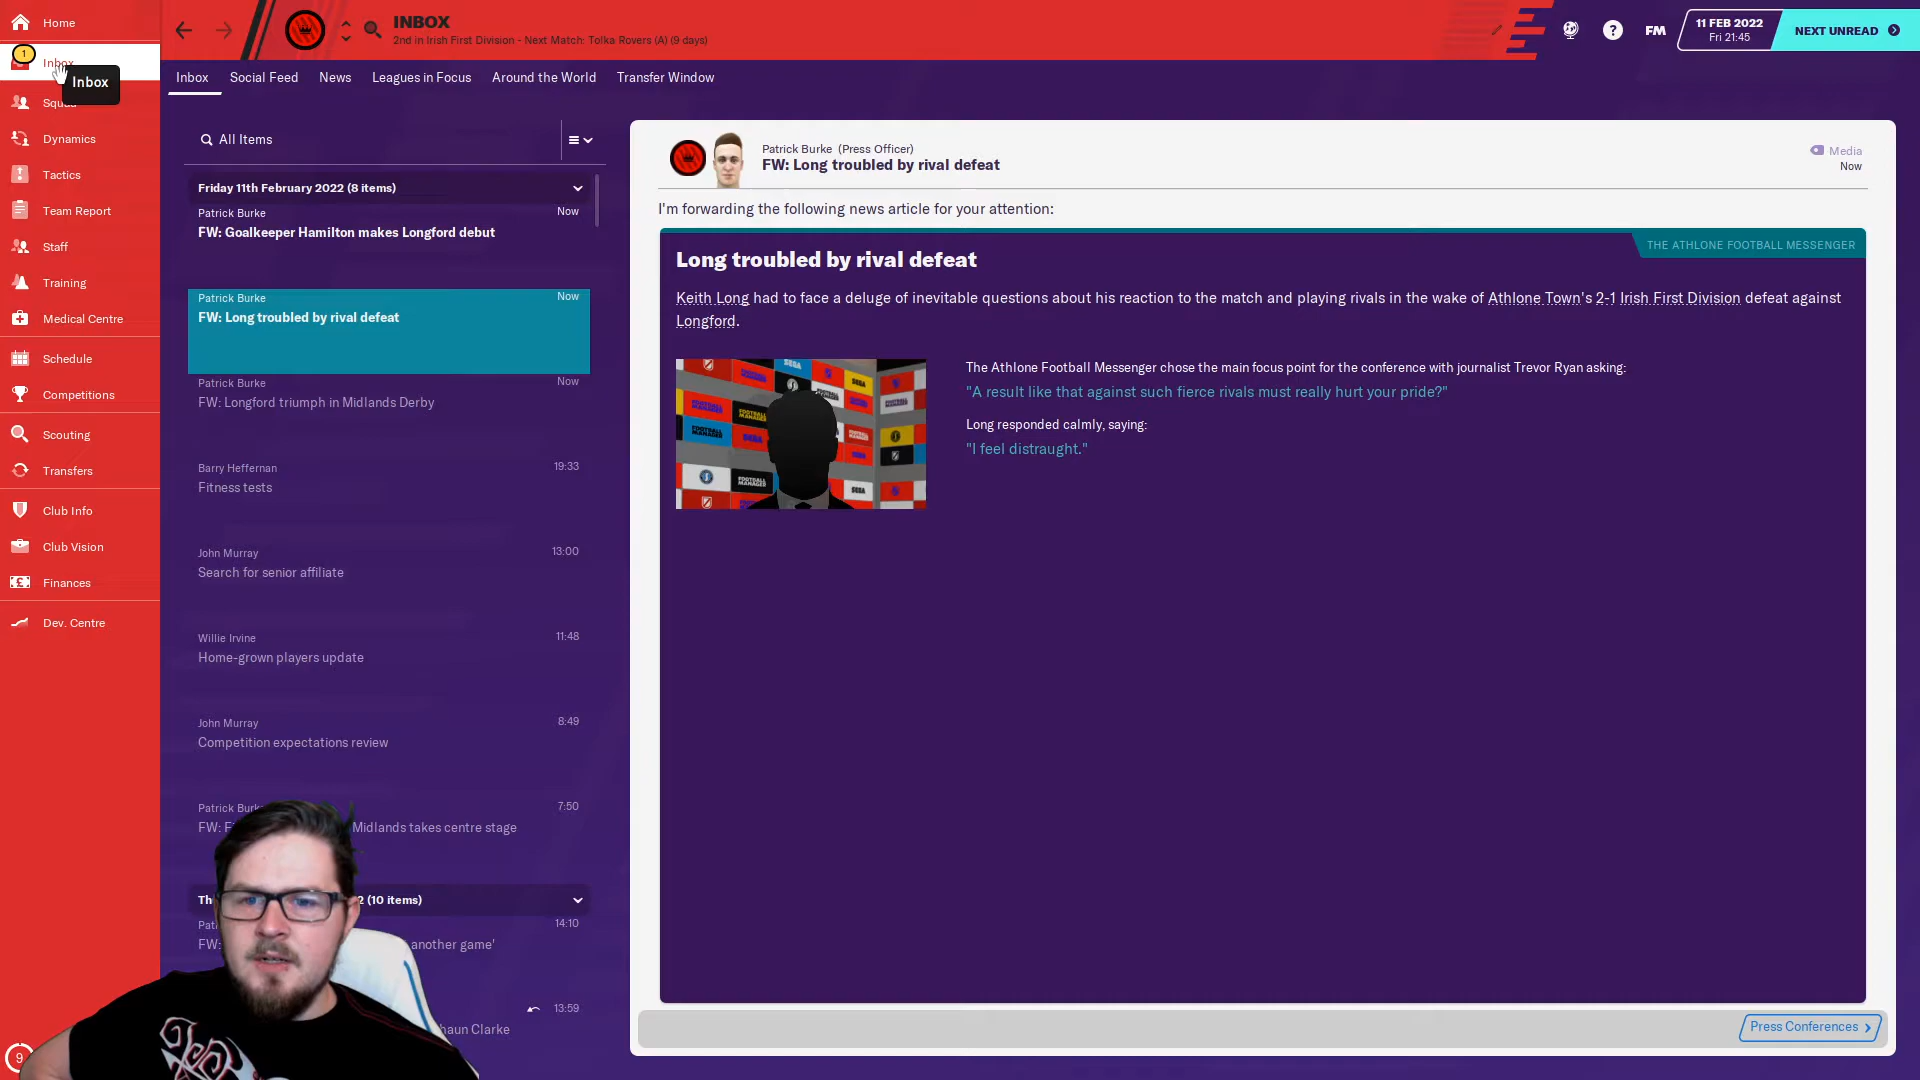 Home
INBOX
2nd in Irish First Division - Next Match: Tolka Rovers (A) (9 days)
FM
11 FEB 2022
Fri 21:45
NEXT UNREAD
1
Inbox
Inbox
Squad
Dynamics
Tactics
Team Report
Staff
Training
Medical Centre
Schedule
Competitions
Scouting
Transfers
Club Info
Club Vision
Finances
Dev. Centre
9
Inbox Social Feed News Leagues in Focus Around the World Transfer Window
All Items
Friday 11th February 2022 (8 items)
Patrick Burke Now
FW: Goalkeeper Hamilton makes Longford debut
Patrick Burke Now
FW: Long troubled by rival defeat
Patrick Burke Now
FW: Longford triumph in Midlands Derby
Barry Heffernan 19:33
Fitness tests
John Murray 13:00
Search for senior affiliate
Willie Irvine 11:48
Home-grown players update
John Murray 8:49
Competition expectations review
Patrick Burke 7:50
FW: Midlands takes centre stage
(10 items)
14:10
FW: another game'
13:59
Clarke
Patrick Burke (Press Officer)
FW: Long troubled by rival defeat
Media
Now
I'm forwarding the following news article for your attention:
THE ATHLONE FOOTBALL MESSENGER
Long troubled by rival defeat
Keith Long had to face a deluge of inevitable questions about his reaction to the match and playing rivals in the wake of Athlone Town's 2-1 Irish First Division defeat against
Longford.
The Athlone Football Messenger chose the main focus point for the conference with journalist Trevor Ryan asking:
"A result like that against such fierce rivals must really hurt your pride?"
Long responded calmly, saying:
"I feel distraught."
Press Conferences